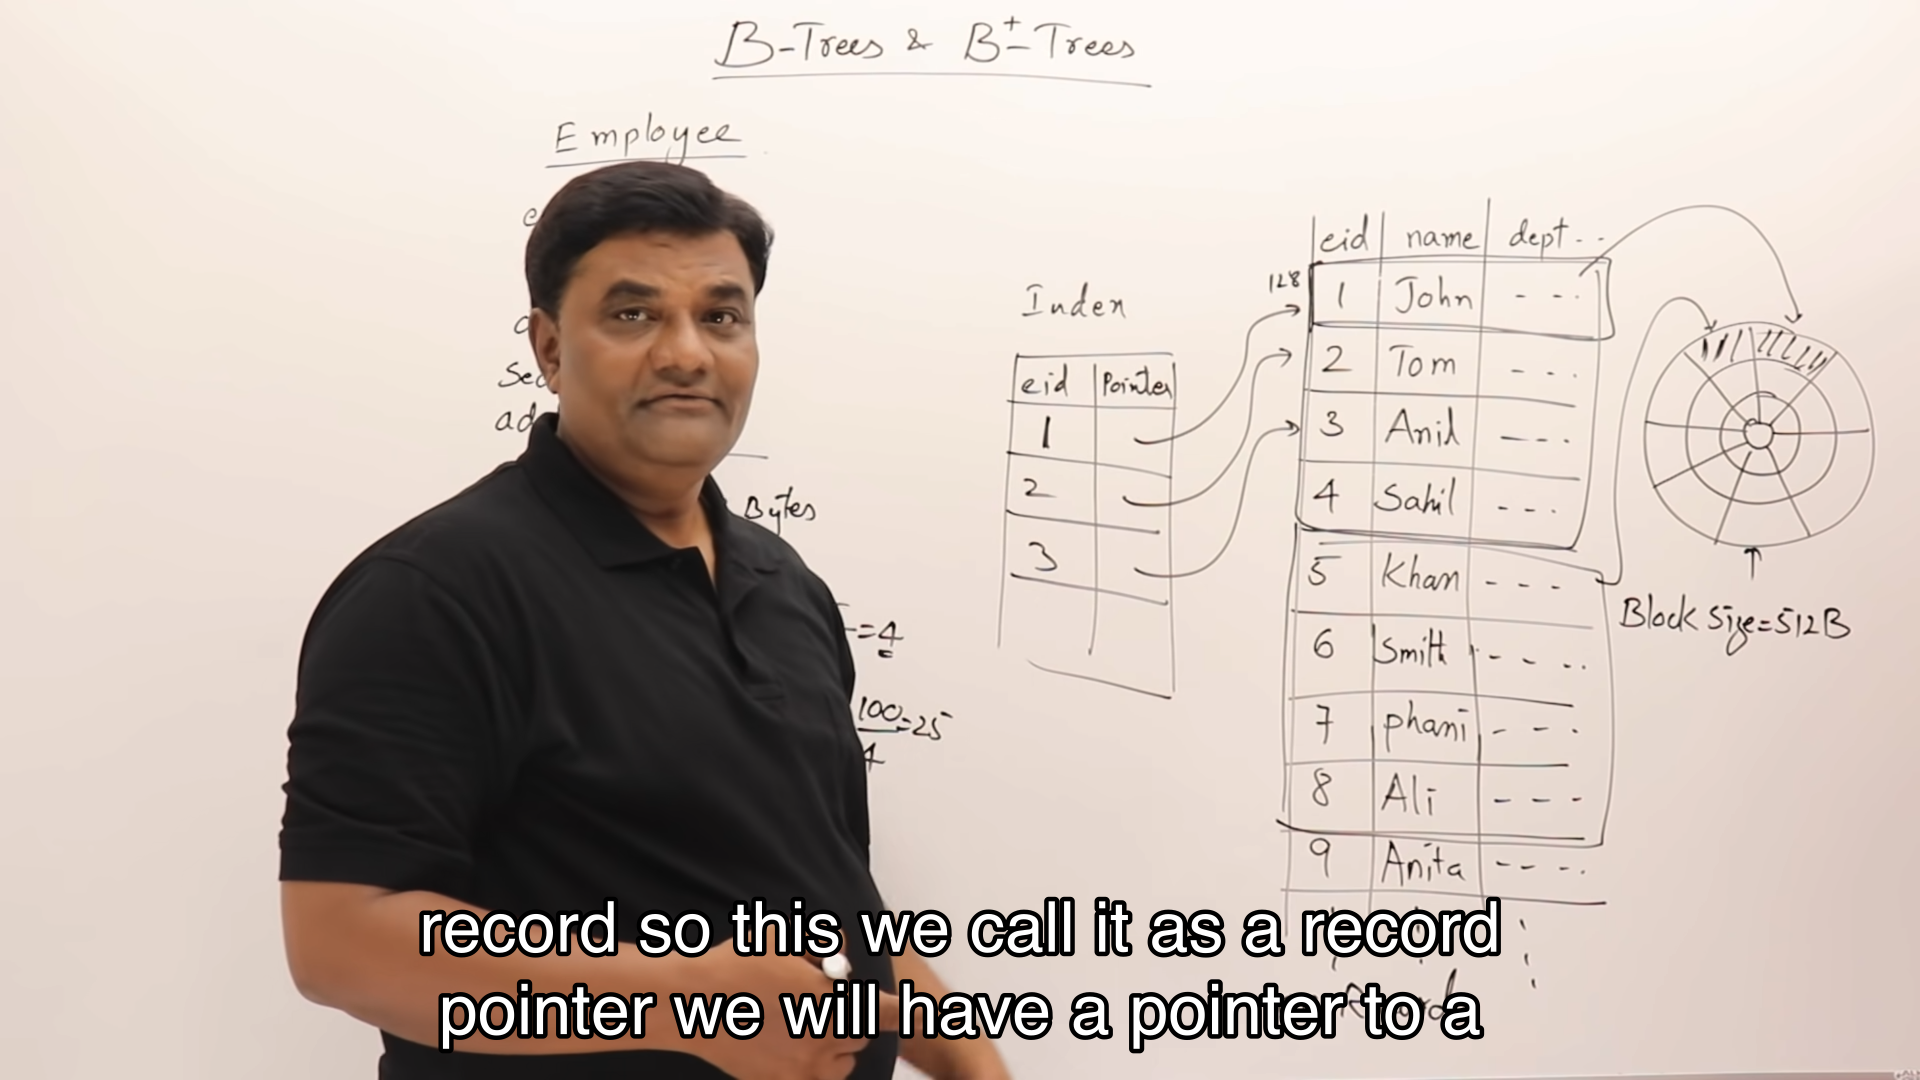 B-Trees & B+-Trees
Employee
Bytes
=4
100 =25
4
Index
eid Pointer
1
2
3
128
eid name dept - -
1 John - - -
2 Tom - - -
3 Anil - - -
4 Sahil - - -
5 Khan - - -
6 Smith - - - -
7 phani - - -
8 Ali - - -
9 Anita - - - -
Block Size=512B
record so this we call it as a record
pointer we will have a pointer to a